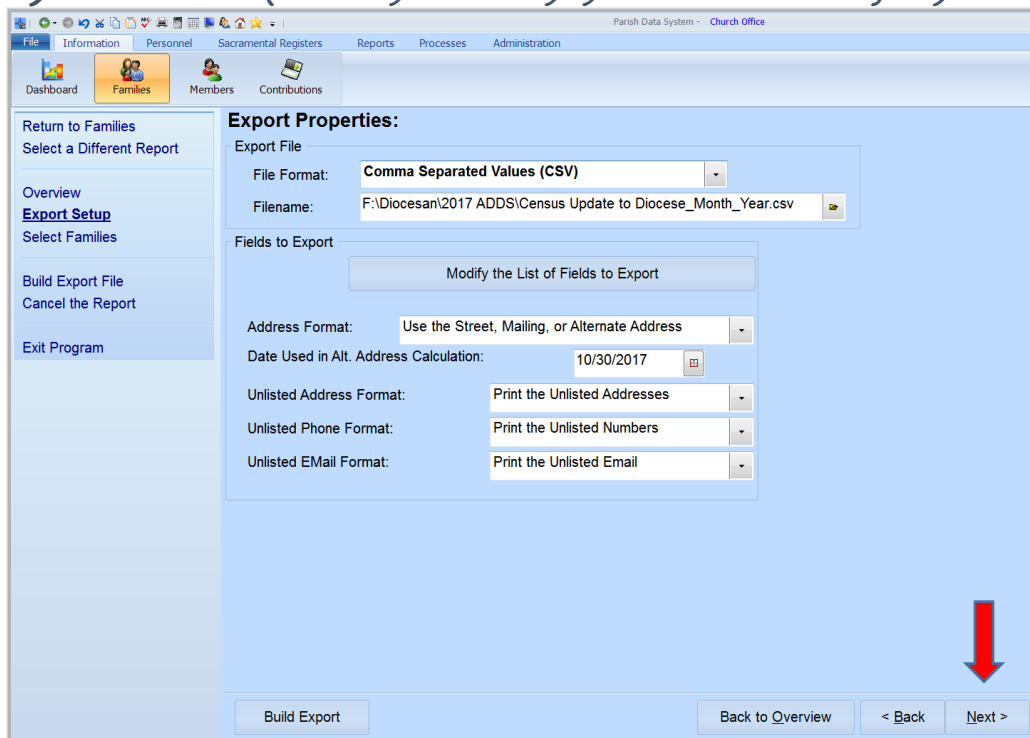 Parish Data System - Church Office
File Information Personnel Sacramental Registers Reports Processes Administration
Dashboard Families Members Contributions
Return to Families
Select a Different Report
Overview
Export Setup
Select Families
Build Export File
Cancel the Report
Exit Program
Export Properties:
Export File
File Format: Comma Separated Values (CSV)
Filename: F:\Diocesan\2017 ADDS\Census Update to Diocese_Month_Year.csv
Fields to Export
Modify the List of Fields to Export
Address Format: Use the Street, Mailing, or Alternate Address
Date Used in Alt. Address Calculation: 10/30/2017
Unlisted Address Format: Print the Unlisted Addresses
Unlisted Phone Format: Print the Unlisted Numbers
Unlisted EMail Format: Print the Unlisted Email
Build Export Back to Overview < Back Next >